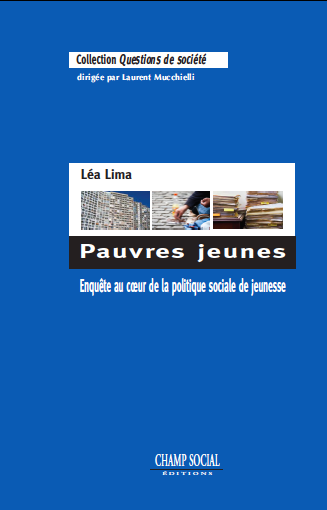 Collection Questions de société
dirigée par Laurent Mucchielli
Léa Lima
Pauvres jeunes
Enquête au cœur de la politique sociale de jeunesse
CHAMP SOCIAL
ÉDITIONS